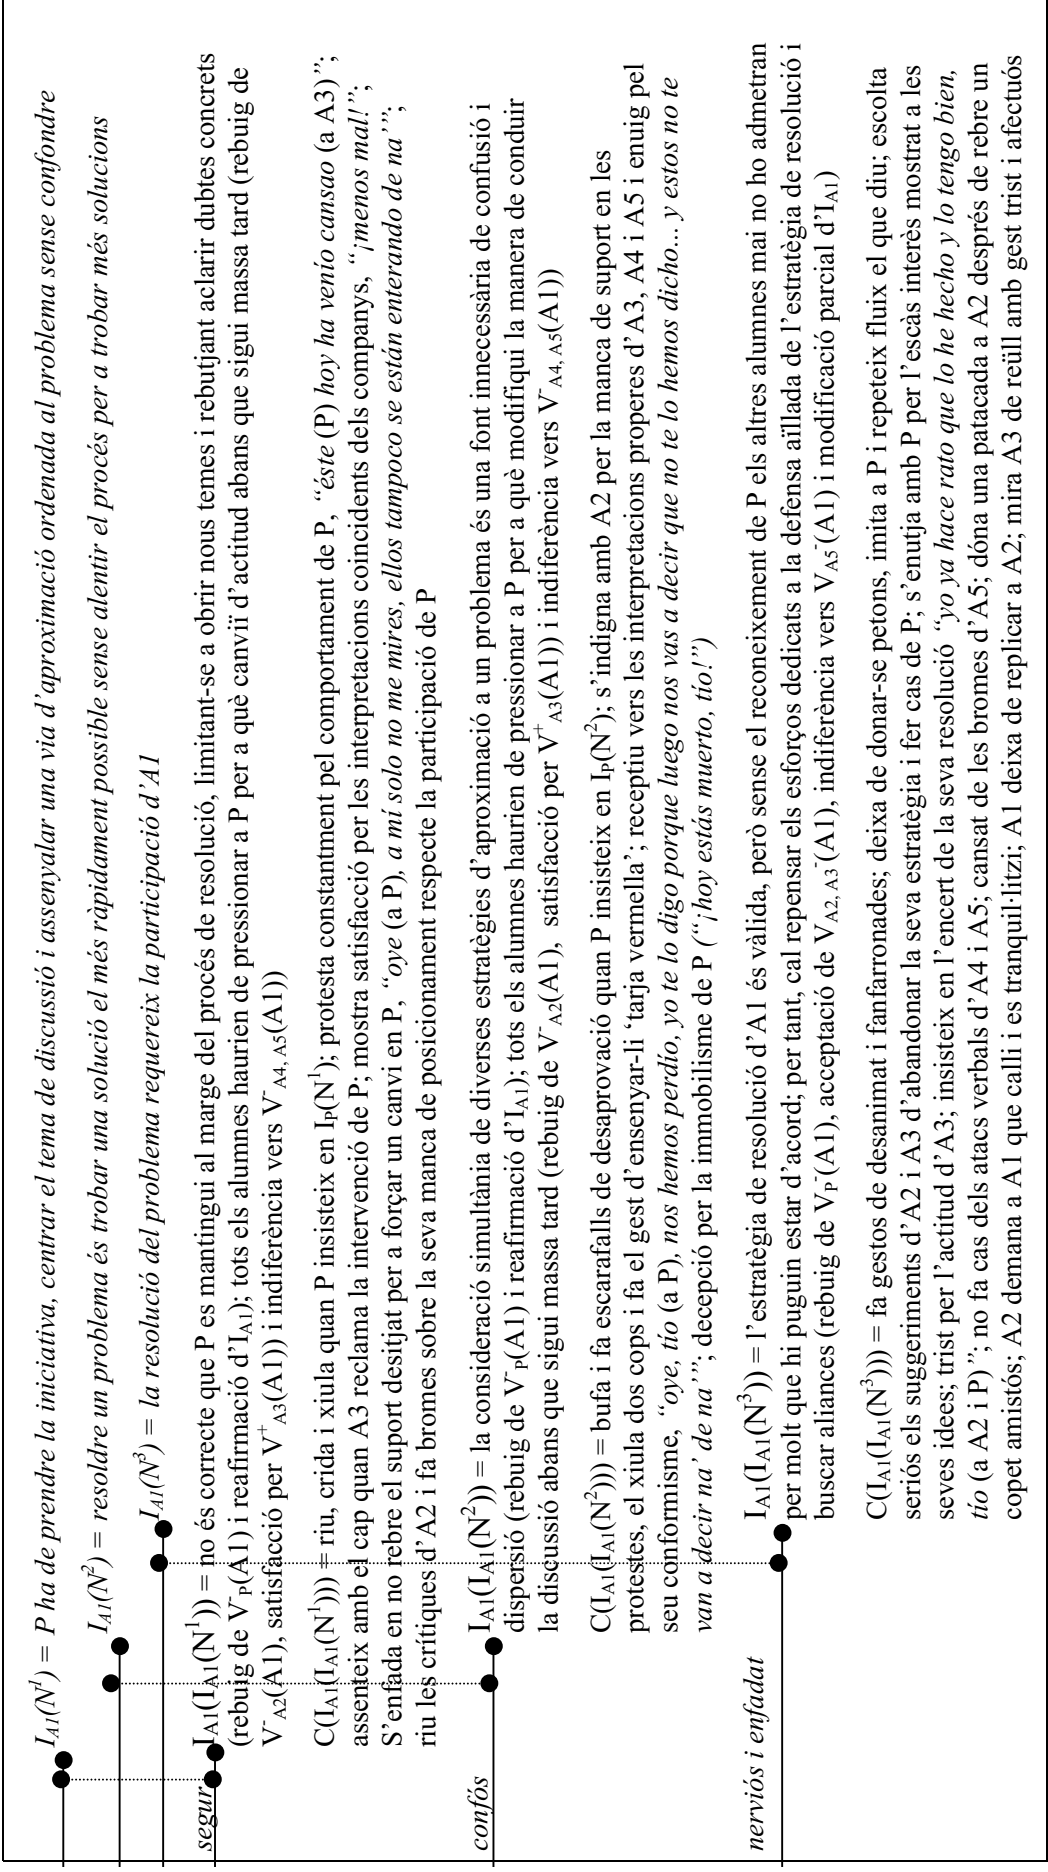 I_A1(N^1) = P ha de prendre la iniciativa, centrar el tema de discussió i assenyalar una via d'aproximació ordenada al problema sense confondre
I_A1(N^2) = resoldre un problema és trobar una solució el més ràpidament possible sense dentir el procés per a trobar més solucions
I_A1(N^3) = la resolució del problema requereix la participació d'A1
segur
I_A1(I_A1(N^1)) = no és correcte que P es mantingui al marge del procés de resolució, limitant-se a obrir nous temes i rebutjant aclarir dubtes concrets
(rebuig de V^-_P(A1) i reafirmació d'I_A1); tots els alumnes haurien de pressionar a P per a què canviï d'actitud abans que sigui massa tard (rebuig de
V^-_A2(A1), satisfacció per V^+_A3(A1)) i indiferència vers V^-_A4, A5(A1))
C(I_A1(I_A1(N^1))) = riu, crida i xiula quan P insisteix en I_P(N^1); protesta constantment pel comportament de P, "éste (P) hoy ha venío cansao (a A3)";
assenteix amb el cap quan A3 reclama la intervenció de P; mostra satisfacció per les interpretacions coincidents dels companys, "¡menos mal!";
S'enfada en no rebre el suport desitjat per a forçar un canvi en P, "oye (a P), a mí solo no me mires, ellos tampoco se están enterando de na'";
riu les crítiques d'A2 i fa bromes sobre la seva manca de posicionament respecte la participació de P
confós
I_A1(I_A1(N^2)) = la consideració simultània de diverses estratègies d'aproximació a un problema és una font innecessària de confusió i
dispersió (rebuig de V^-_P(A1) i reafirmació d'I_A1); tots els alumnes haurien de pressionar a P per a què modifiqui la manera de conduir
la discussió abans que sigui massa tard (rebuig de V^-_A2(A1), satisfacció per V^+_A3(A1)) i indiferència vers V^-_A4, A5(A1))
C(I_A1(I_A1(N^2))) = bufa i fa escarafalls de desaprovació quan P insisteix en I_P(N^2); s'indigna amb A2 per la manca de suport en les
protestes, el xiula dos cops i fa el gest d'ensenyar-li 'tarja vermella'; receptiu vers les interpretacions properes d'A3, A4 i A5 i enuig pel
seu conformisme, "oye, tío (a P), nos hemos perdío, yo te lo digo porque luego nos vas a decir que no te lo hemos dicho... y estos no te
van a decir na' de na'"; decepció per la immobilisme de P ("¡hoy estás muerto, tío!")
nerviós i enfadat
I_A1(I_A1(N^3)) = l'estratègia de resolució d'A1 és vàlida, però sense el reconeixement de P els altres alumnes mai no ho admetran
per molt que hi puguin estar d'acord; per tant, cal repensar els esforços dedicats a la defensa aïllada de l'estratègia de resolució i
buscar aliances (rebuig de V_P^-(A1), acceptació de V_A2, A3^-(A1), indiferència vers V_A5^-(A1) i modificació parcial d'I_A1)
C(I_A1(I_A1(N^3))) = fa gestos de desanimat i fanfarronades; deixa de donar-se petons, imita a P i repeteix fluix el que diu; escolta
seriós els suggeriments d'A2 i A3 d'abandonar la seva estratègia i fer cas de P; s'enutja amb P per l'escàs interès mostrat a les
seves idees; trist per l'actitud d'A3; insisteix en l'encert de la seva resolució "yo ya hace rato que lo he hecho y lo tengo bien,
tío (a A2 i P)"; no fa cas dels atacs verbals d'A4 i A5; cansat de les bromes d'A5; dóna una patacada a A2 després de rebre un
copet amistós; A2 demana a A1 que calli i es tranquil·litzi; A1 deixa de replicar a A2; mira A3 de reüll amb gest trist i afectuós